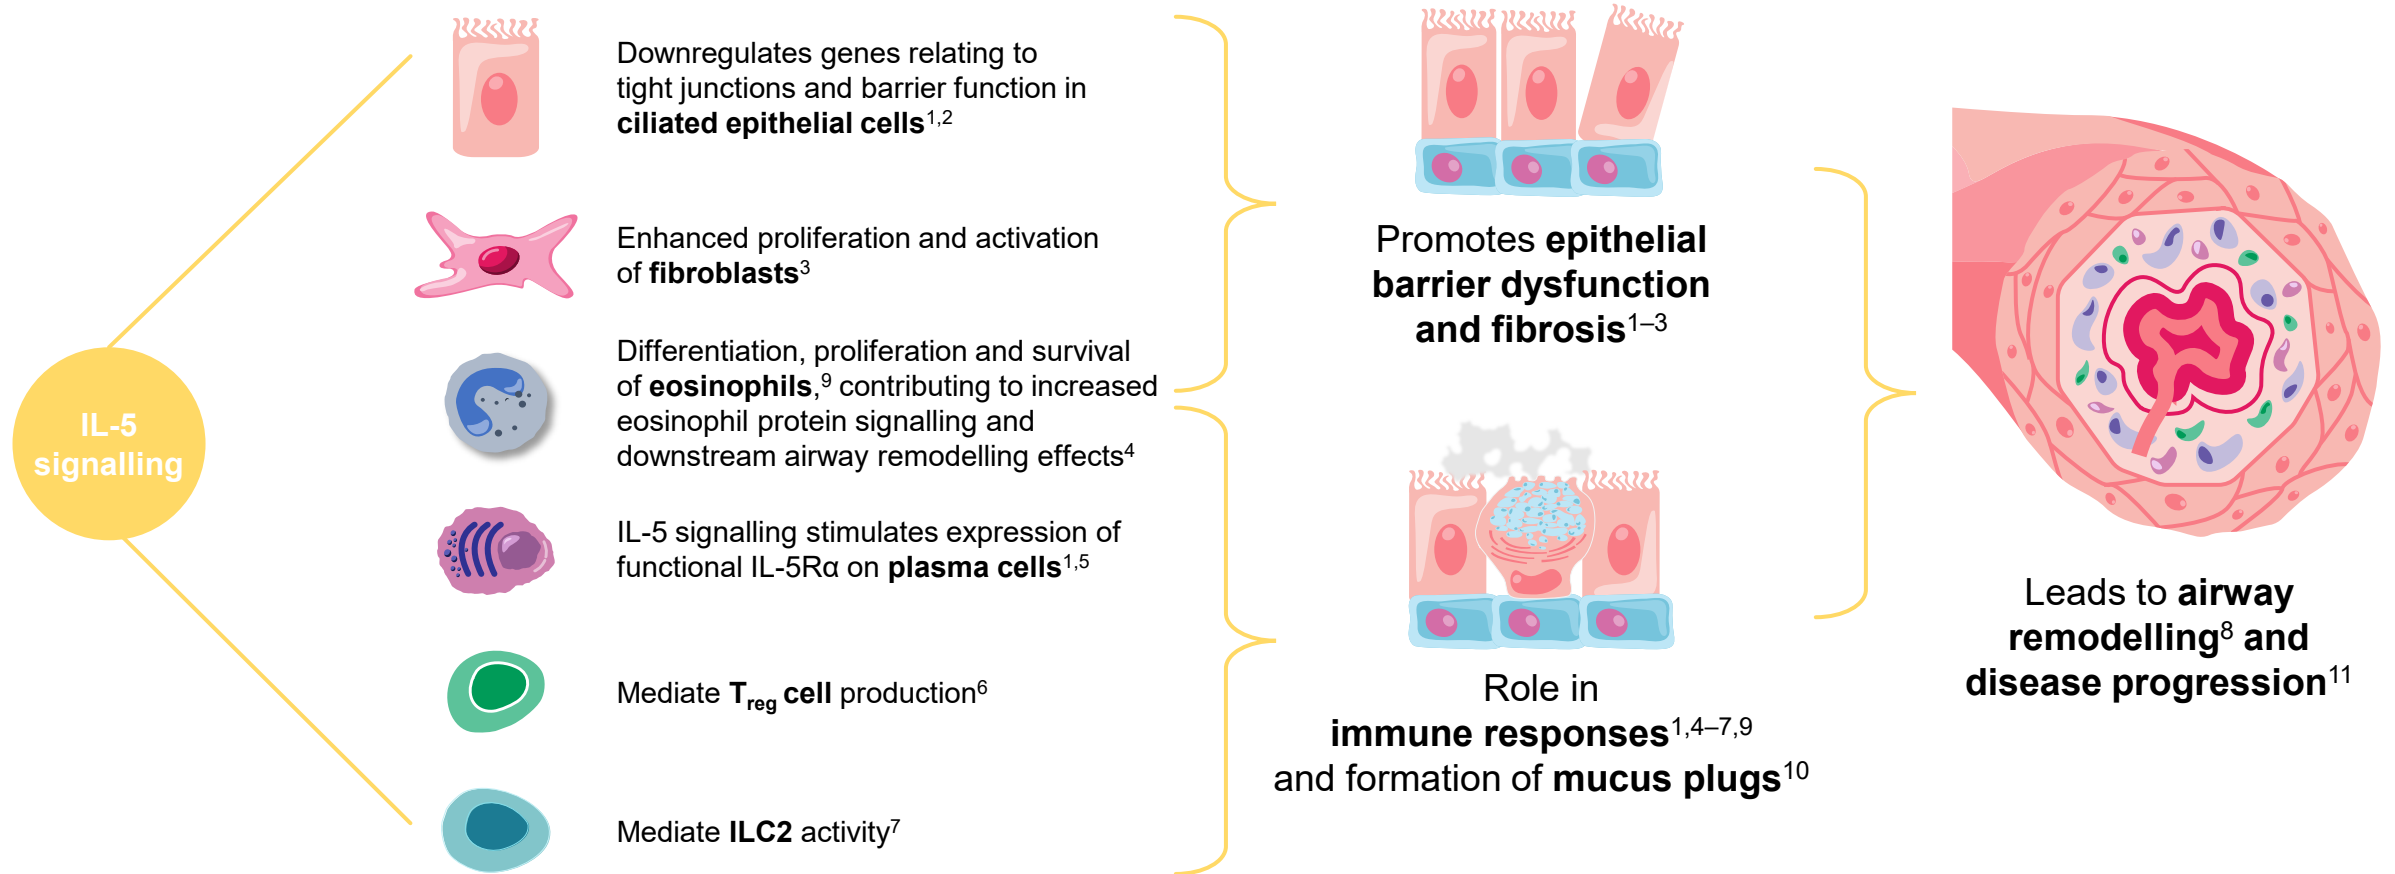 IL-5
signalling
Downregulates genes relating to
tight junctions and barrier function in
ciliated epithelial cells1,2
Enhanced proliferation and activation
of fibroblasts3
Differentiation, proliferation and survival
of eosinophils,9 contributing to increased
eosinophil protein signalling and
downstream airway remodelling effects4
IL-5 signalling stimulates expression of
functional IL-5Rα on plasma cells1,5
Mediate Treg cell production6
Mediate ILC2 activity7
Promotes epithelial
barrier dysfunction
and fibrosis1–3
Role in
immune responses1,4–7,9
and formation of mucus plugs10
Leads to airway
remodelling8 and
disease progression11